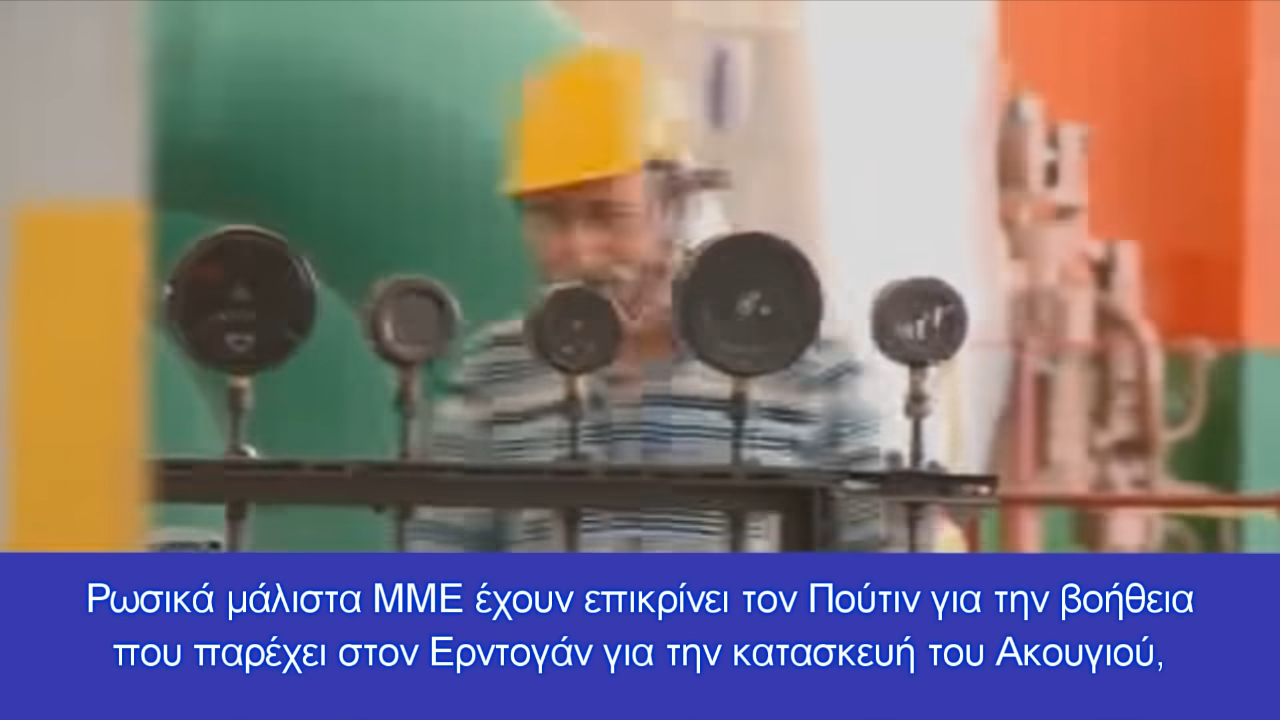 Ρωσικά μάλιστα ΜΜΕ έχουν επικρίνει τον Πούτιν για την βοήθεια
που παρέχει στον Ερντογάν για την κατασκευή του Ακουγιού,